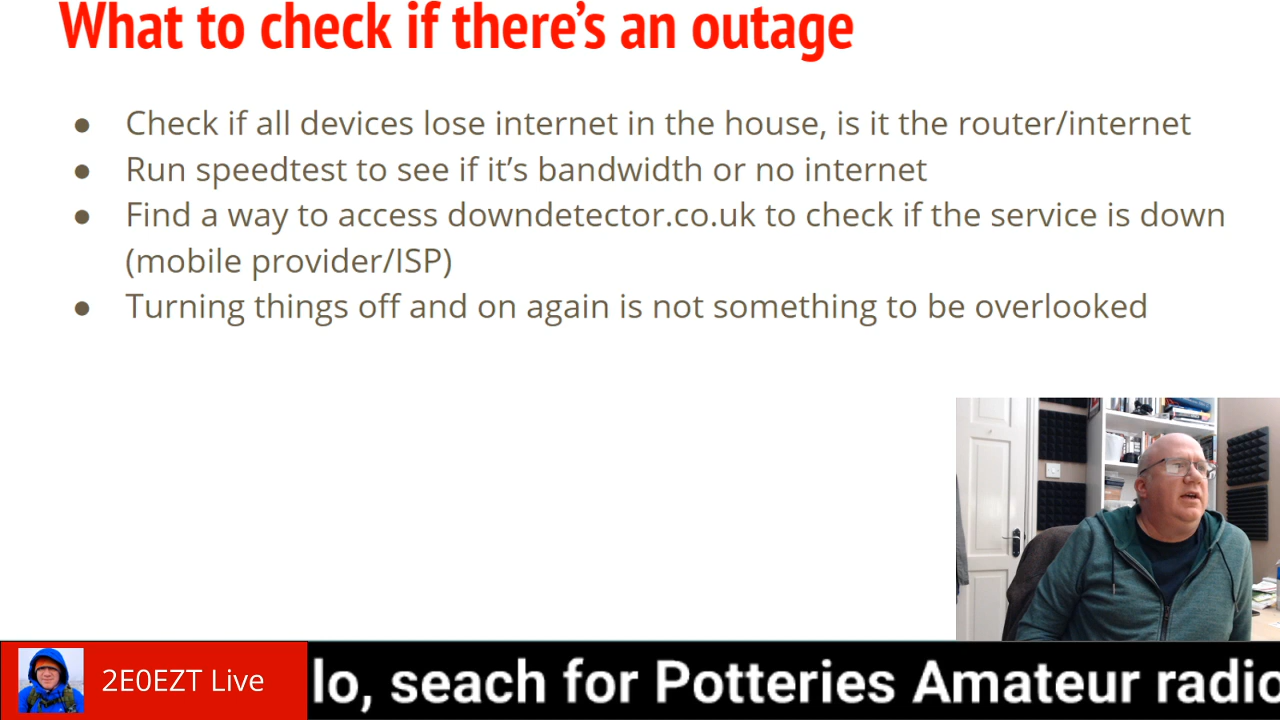 What to check if there’s an outage
● Check if all devices lose internet in the house, is it the router/internet
● Run speedtest to see if it’s bandwidth or no internet
● Find a way to access downdetector.co.uk to check if the service is down
(mobile provider/ISP)
● Turning things off and on again is not something to be overlooked
2E0EZT Live
lo, seach for Potteries Amateur radio